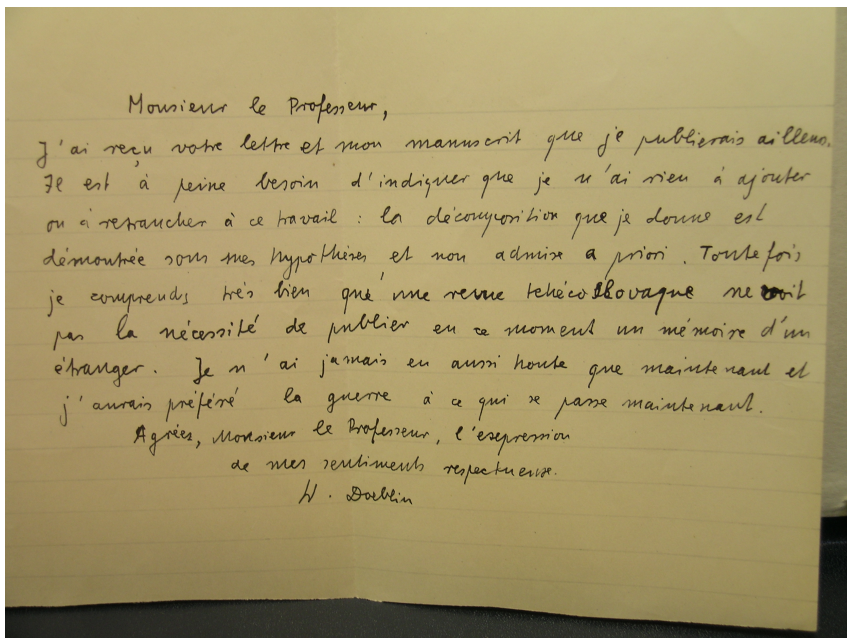 Monsieur le Professeur,
J'ai reçu votre lettre et mon manuscrit que je publierais ailleurs.
Il est à peine besoin d'indiquer que je n'ai rien à ajouter
ou à retrancher à ce travail : la décomposition que je donne est
démontrée sous mes hypothèses et non admise a priori. Toutefois
je comprends très bien qu'une revue tchécoslovaque ne voit
pas la nécessité de publier en ce moment un mémoire d'un
étranger. Je n'ai jamais eu aussi honte que maintenant et
j'aurais préféré la guerre à ce qui se passe maintenant.
Agréez, Monsieur le Professeur, l'expression
de mes sentiments respectueux.
W. Doeblin